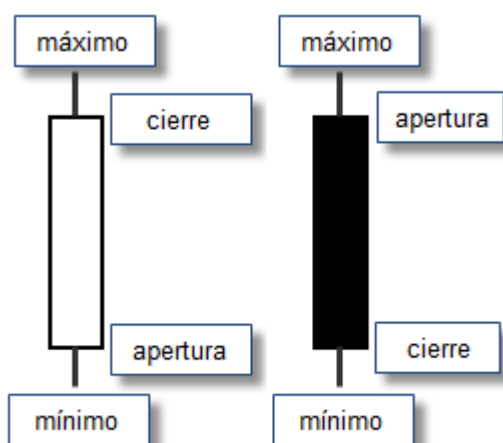 máximo
máximo
cierre
apertura
apertura
cierre
mínimo
mínimo